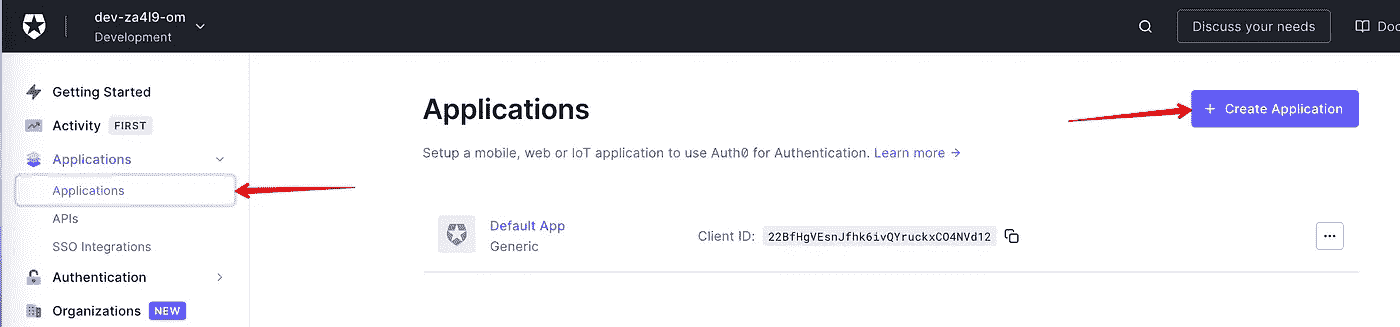 dev-za4l9-om
Development
Discuss your needs
Doc
Getting Started
Activity FIRST
Applications
Applications
APIs
SSO Integrations
Authentication
Organizations NEW
Applications
+ Create Application
Setup a mobile, web or IoT application to use Auth0 for Authentication. Learn more →
Default App
Generic
Client ID: 22BfHgVEsnJfhk6ivQYruckxCO4NVd12